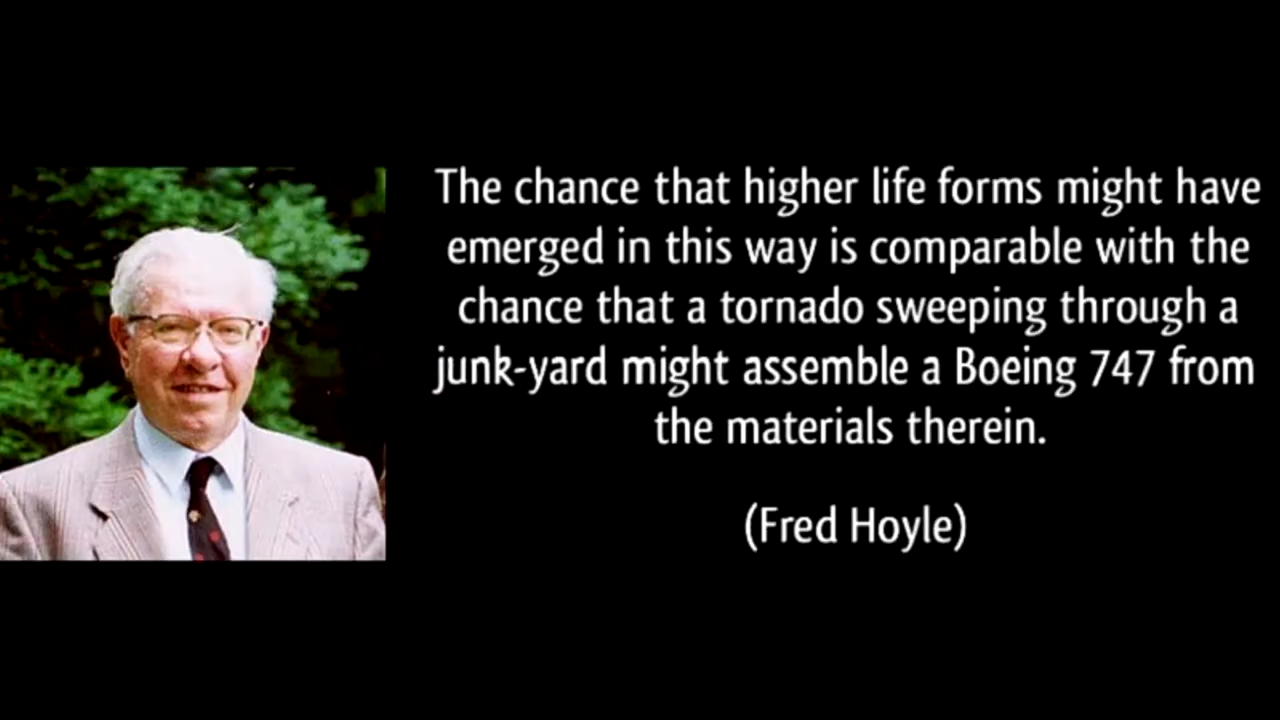 The chance that higher life forms might have
emerged in this way is comparable with the
chance that a tornado sweeping through a
junk-yard might assemble a Boeing 747 from
the materials therein.
(Fred Hoyle)